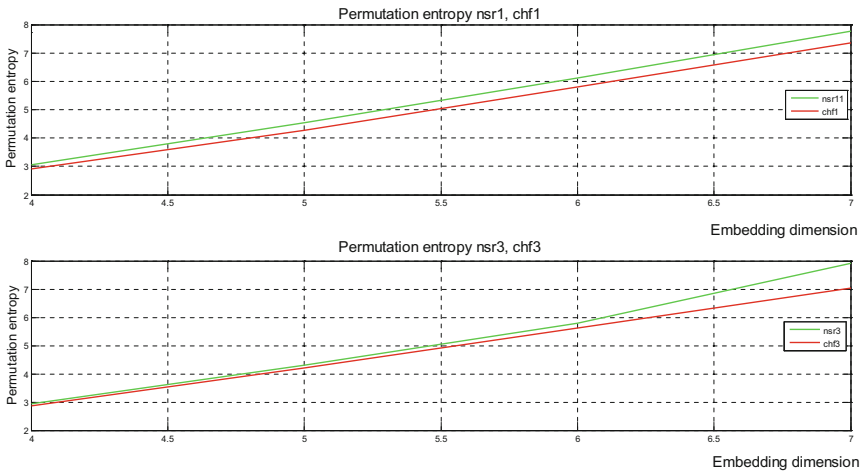 Permutation entropy nsr1, chf1
8
7
6
5
4
3
2
Permutation entropy
nsr11
chf1
4 4.5 5 5.5 6 6.5 7
Embedding dimension
Permutation entropy nsr3, chf3
8
7
6
5
4
3
2
Permutation entropy
nsr3
chf3
4 4.5 5 5.5 6 6.5 7
Embedding dimension